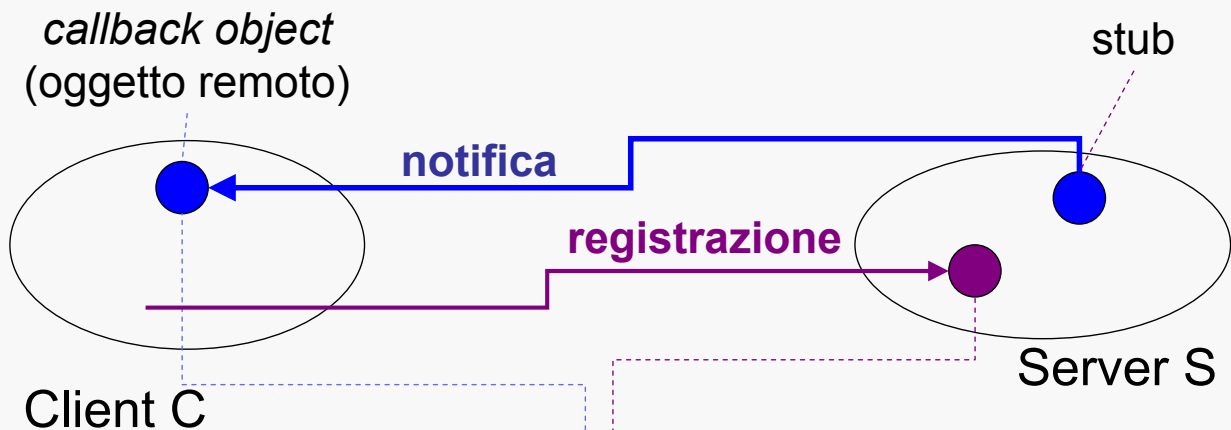 callback object
(oggetto remoto)
stub
notifica
registrazione
Server S
Client C